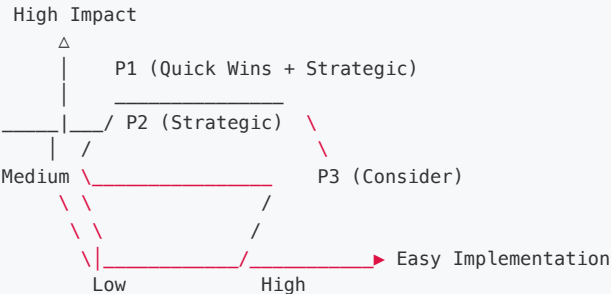 High Impact
P1 (Quick Wins + Strategic)
P2 (Strategic)
Medium
P3 (Consider)
Easy Implementation
Low High